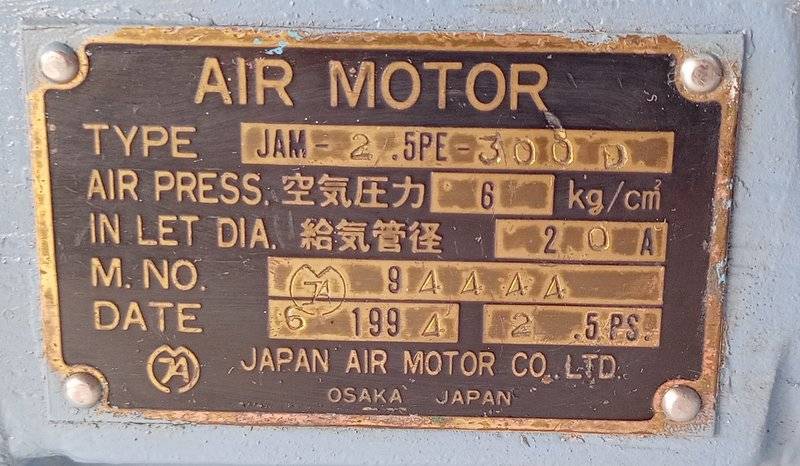 AIR MOTOR
TYPE JAM-2.5PE-300D
AIR PRESS. 空気圧力 6 kg/cm²
IN LET DIA. 給気管径 20A
M. NO. 94444
DATE 6 1994 2.5PS.
JAPAN AIR MOTOR CO. LTD.
OSAKA JAPAN